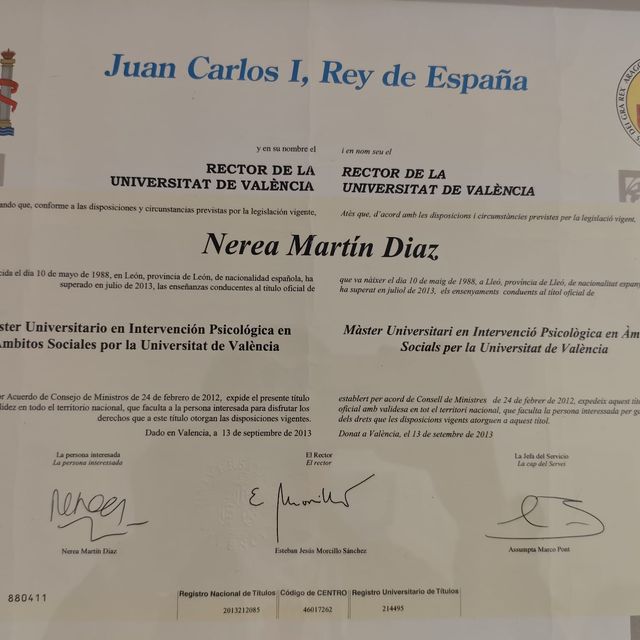 Juan Carlos I, Rey de España
y en su nombre el
RECTOR DE LA
UNIVERSITAT DE VALÈNCIA
i en nom seu el
RECTOR DE LA
UNIVERSITAT DE VALÈNCIA
ando que, conforme a las disposiciones y circunstancias previstas por la legislación vigente,
Atès que, d'acord amb les disposicions i circumstàncies previstes per la legislació vigent,
Nerea Martín Diaz
cida el día 10 de mayo de 1988, en León, provincia de León, de nacionalidad española, ha
superado en julio de 2013, las enseñanzas conducentes al título oficial de
que va nàixer el dia 10 de maig de 1988, a Lleó, província de Lleó, de nacionalitat espany
ha superat en juliol de 2013, els ensenyaments conduents al títol oficial de
ster Universitario en Intervención Psicológica en
mbitos Sociales por la Universitat de València
Màster Universitari en Intervenció Psicològica en Àm
Socials per la Universitat de València
r Acuerdo de Consejo de Ministros de 24 de febrero de 2012, expide el presente título
lidez en todo el territorio nacional, que faculta a la persona interesada para disfrutar los
derechos que a este título otorgan las disposiciones vigentes.
Dado en Valencia, a 13 de septiembre de 2013
establert per acord de Consell de Ministres de 24 de febrer de 2012, expedeix aquest tít
oficial amb validesa en tot el territori nacional, que faculta la persona interessada per g
dels drets que les disposicions vigents atorguen a aquest títol.
Donat a València, el 13 de setembre de 2013
La persona interesada
La persona interessada
El Rector
El rector
La Jefa del Servicio
La cap del Servei
Nerea
E Morcillo
Nerea Martín Diaz
Esteban Jesús Morcillo Sánchez
Assumpta Marco Pont
880411
Registro Nacional de Títulos
Código de CENTRO
Registro Universitario de Títulos
2013212085
46017262
214495